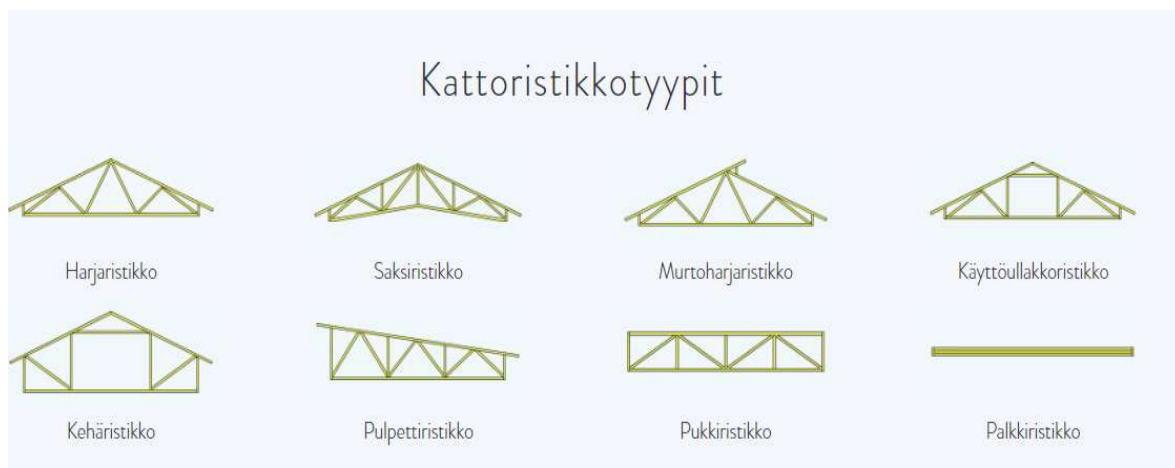 Kattoristikkotyypit
Harjaristikko Saksiristikko Murtoharjaristikko Käyttöullakkoristikko
Kehäristikko Pulpettiristikko Pukkiristikko Palkkiristikko